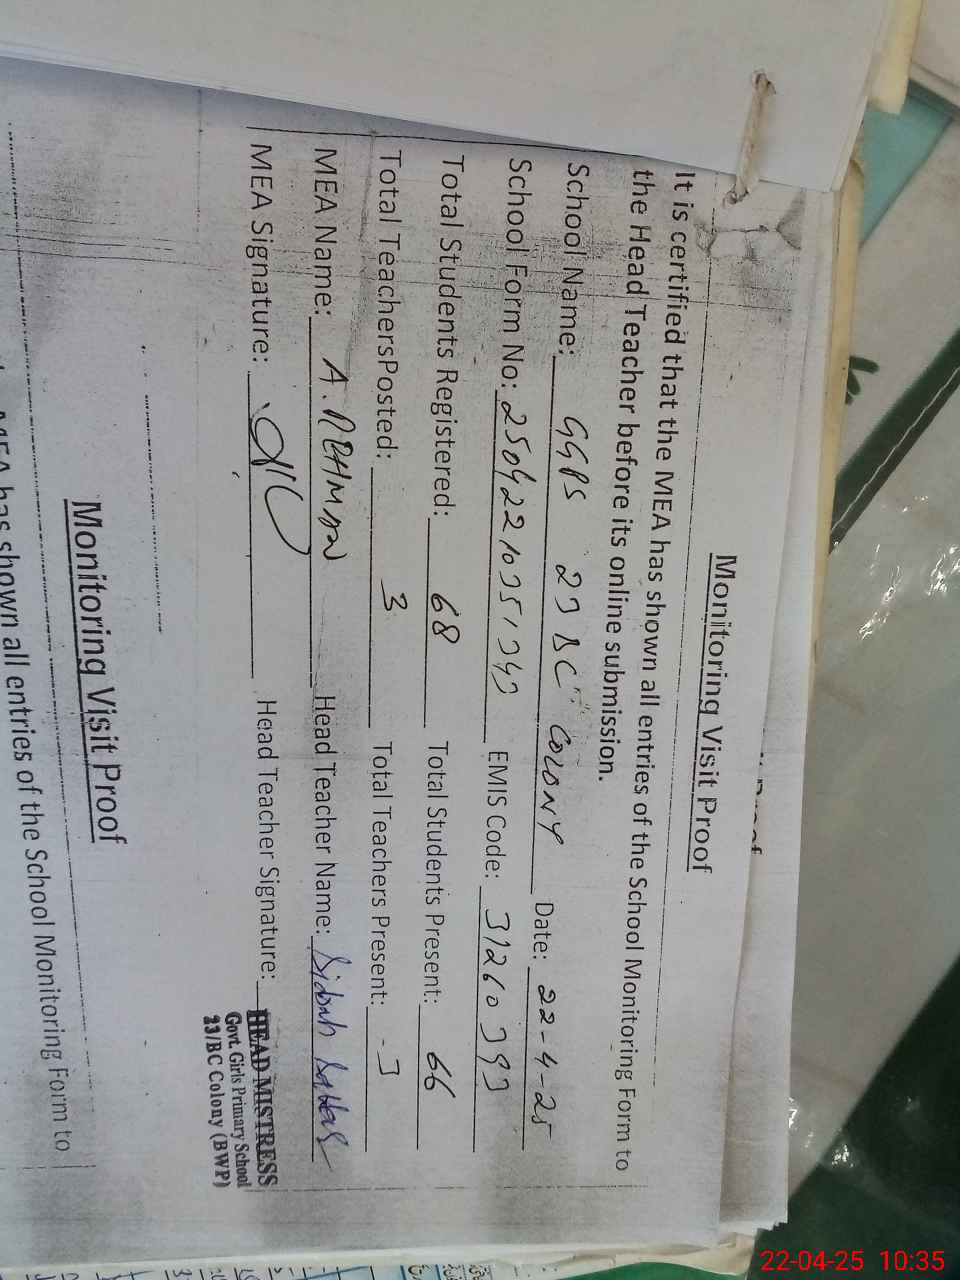 Monitoring Visit Proof
It is certified that the MEA has shown all entries of the School Monitoring Form to
the Head Teacher before its online submission.
School Name: GGPS 23 BC COLONY Date: 22-4-25
School Form No: EMIS Code:
Total Students Registered: 68 Total Students Present: 66
Total TeachersPosted: 3 Total Teachers Present: 3
MEA Name: A. REHMAN Head Teacher Name:
MEA Signature: Head Teacher Signature:
HEAD MISTRESS
Govt. Girls Primary School
23/BC Colony (BWP)
Monitoring Visit Proof
MEA has shown all entries of the School Monitoring Form to
22-04-25 10:35